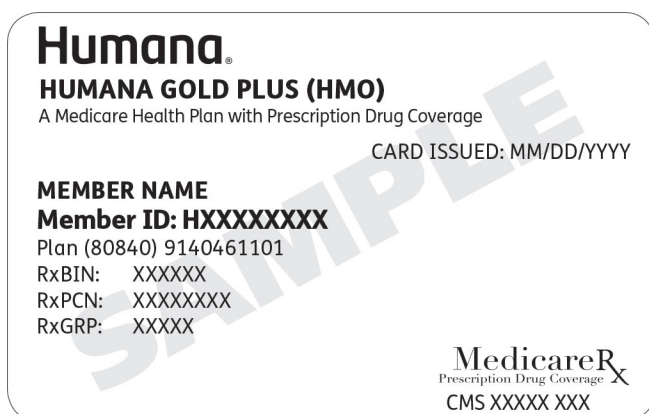 Humana®
HUMANA GOLD PLUS (HMO)
A Medicare Health Plan with Prescription Drug Coverage
CARD ISSUED: MM/DD/YYYY
MEMBER NAME
Member ID: HXXXXXXXX
Plan (80840) 9140461101
RxBIN: XXXXXX
RxPCN: XXXXXXXX
RxGRP: XXXXX
SAMPLE
MedicareRx
Prescription Drug Coverage
CMS XXXXX XXX